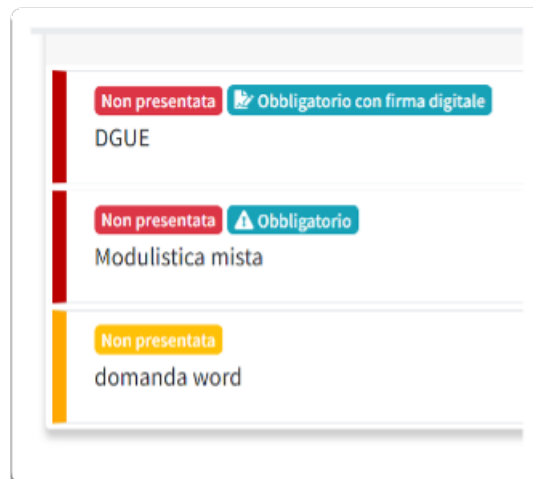 Non presentata Obbligatorio con firma digitale
DGUE
Non presentata Obbligatorio
Modulistica mista
Non presentata
domanda word